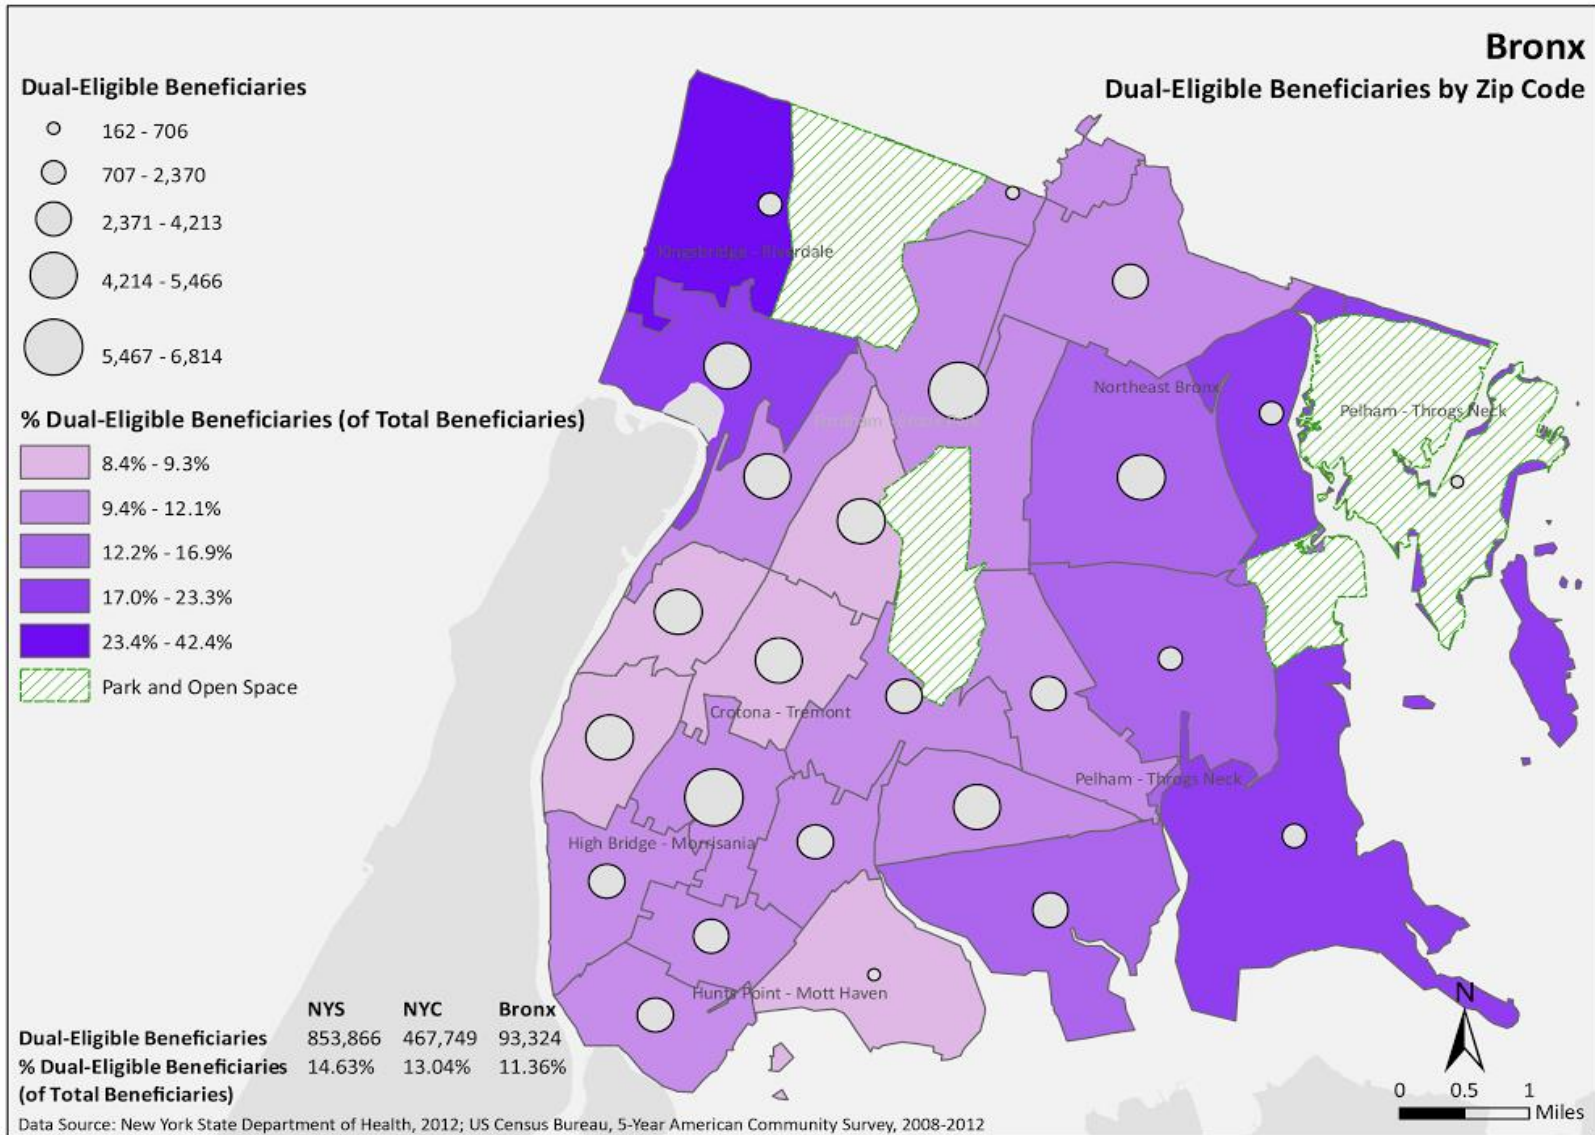 Bronx
Dual-Eligible Beneficiaries by Zip Code
Dual-Eligible Beneficiaries
162 - 706
707 - 2,370
2,371 - 4,213
4,214 - 5,466
5,467 - 6,814
% Dual-Eligible Beneficiaries (of Total Beneficiaries)
8.4% - 9.3%
9.4% - 12.1%
12.2% - 16.9%
17.0% - 23.3%
23.4% - 42.4%
Park and Open Space
Kingsbridge - Riverdale
Northeast Bronx
Pelham - Throgs Neck
Fordham - Bronx Park
Crotona - Tremont
Pelham - Throgs Neck
High Bridge - Morrisania
Hunts Point - Mott Haven
NYS NYC Bronx
Dual-Eligible Beneficiaries 853,866 467,749 93,324
% Dual-Eligible Beneficiaries 14.63% 13.04% 11.36%
(of Total Beneficiaries)
N
0 0.5 1
Miles
Data Source: New York State Department of Health, 2012; US Census Bureau, 5-Year American Community Survey, 2008-2012